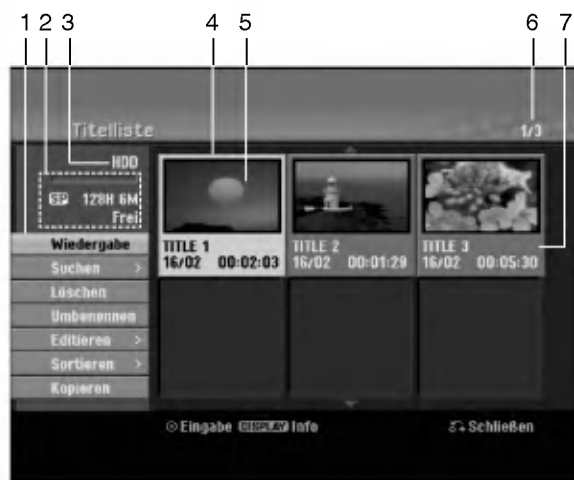 1 2 3 4 5 6 7
Titelliste 1/3
HDD
SP 128H 6M
Frei
Wiedergabe
Suchen >
Löschen
Umbenennen
Editieren >
Sortieren >
Kopieren
TITLE 1
16/02 00:02:03
TITLE 2
16/02 00:01:29
TITLE 3
16/02 00:05:30
Eingabe DISPLAY Info Schließen